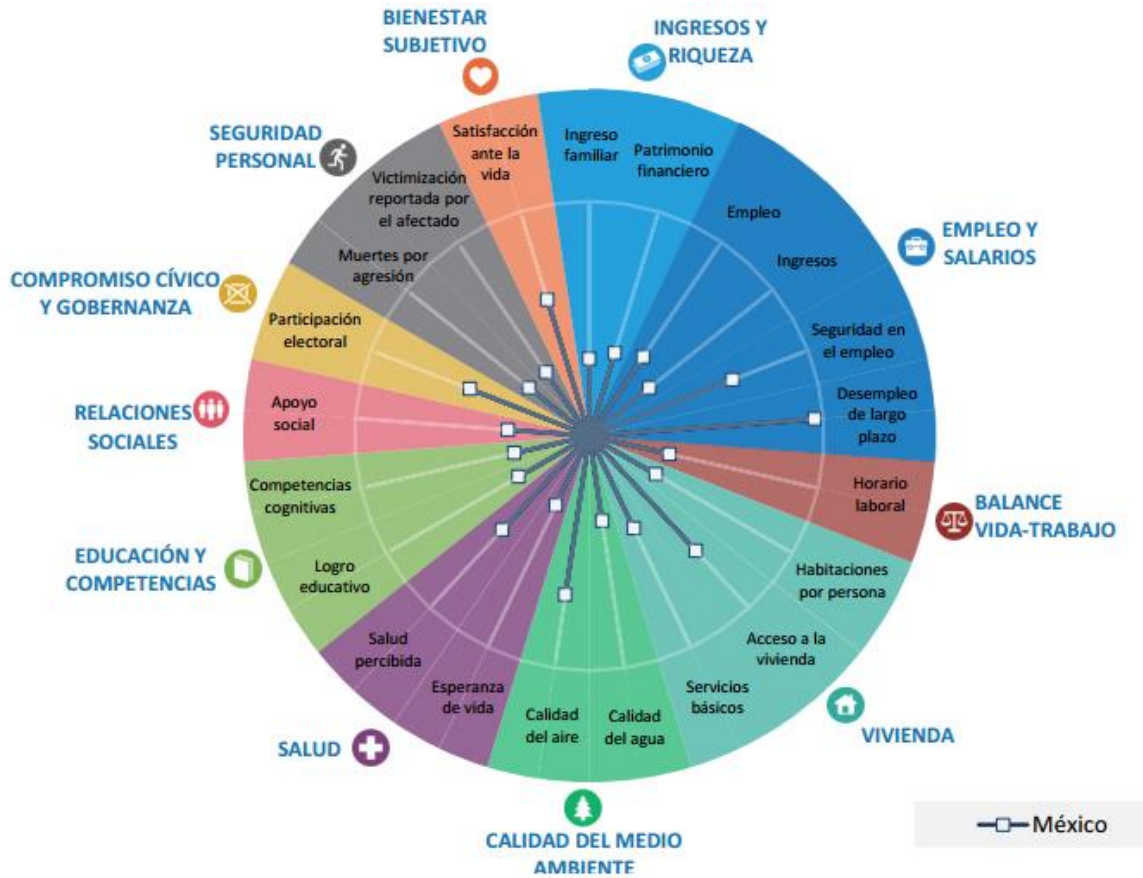 BIENESTAR
SUBJETIVO
INGRESOS Y
RIQUEZA
SEGURIDAD
PERSONAL
Satisfacción
ante la
vida
Ingreso
familiar
Patrimonio
financiero
Victimización
reportada por
el afectado
Empleo
EMPLEO Y
SALARIOS
Muertes por
agresión
Ingresos
COMPROMISO CÍVICO
Y GOBERNANZA
Participación
electoral
Seguridad en
el empleo
RELACIONES
SOCIALES
Apoyo
social
Desempleo
de largo
plazo
Competencias
cognitivas
Horario
laboral
BALANCE
VIDA-TRABAJO
EDUCACIÓN Y
COMPETENCIAS
Logro
educativo
Habitaciones
por persona
Salud
percibida
Acceso a la
vivienda
Esperanza
de vida
Servicios
básicos
Calidad
del aire
Calidad
del agua
SALUD
VIVIENDA
CALIDAD DEL MEDIO
AMBIENTE
México